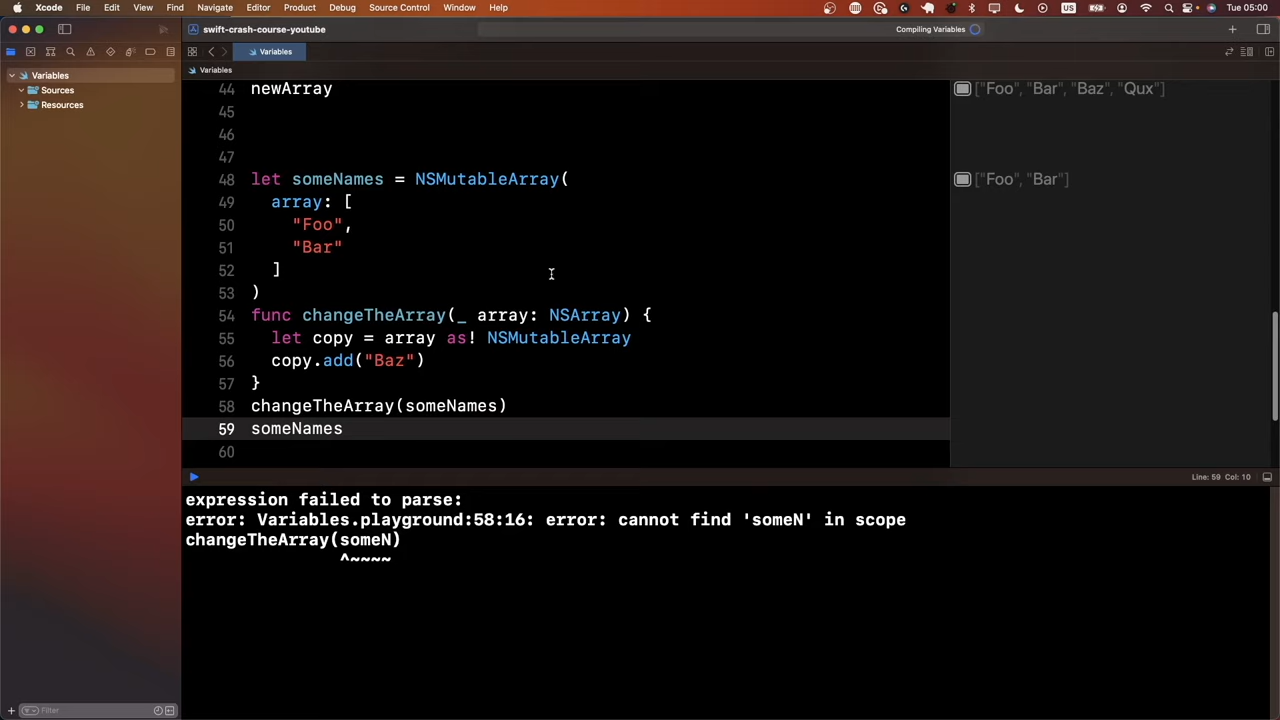 Xcode File Edit View Find Navigate Editor Product Debug Source Control Window Help US Tue 05:00
swift-crash-course-youtube Compiling Variables
Variables
Variables
Variables
Sources
Resources
44 newArray ["Foo", "Bar", "Baz", "Qux"]
45
46
47
48 let someNames = NSMutableArray( ["Foo", "Bar"]
49 array: [
50 "Foo",
51 "Bar"
52 ]
53 )
54 func changeTheArray(_ array: NSArray) {
55 let copy = array as! NSMutableArray
56 copy.add("Baz")
57 }
58 changeTheArray(someNames)
59 someNames
60
Line: 59 Col: 10
expression failed to parse:
error: Variables.playground:58:16: error: cannot find 'someN' in scope
changeTheArray(someN)
^~~~~
Filter